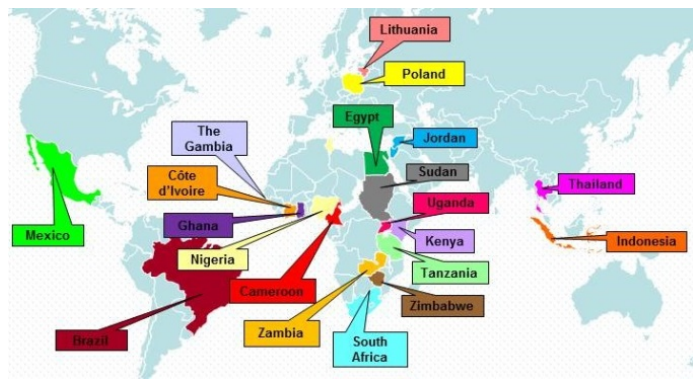 Lithuania
Poland
Egypt
The
Gambia
Jordan
Côte
d'Ivoire
Sudan
Thailand
Uganda
Ghana
Mexico
Kenya
Indonesia
Nigeria
Tanzania
Cameroon
Zimbabwe
Brazil
Zambia
South
Africa